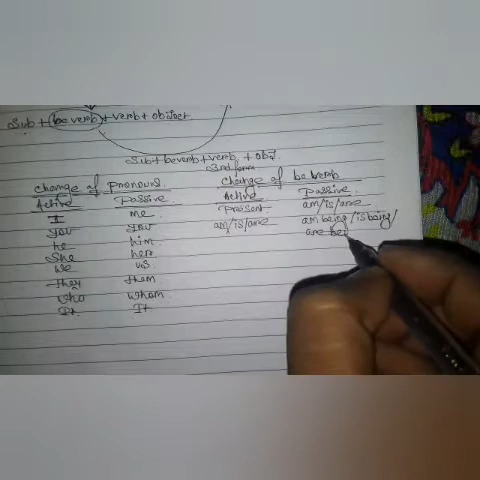 Sub + be verb + verb + object
Sub + be verb + verb + obj.
3rd form
Change of Pronouns
Change of be verb
Active Passive
Active Passive
I me
Present am/is/are
you you
am/is/are am being/is being/
he him
are bei
She her
we us
They them
who whom
It It